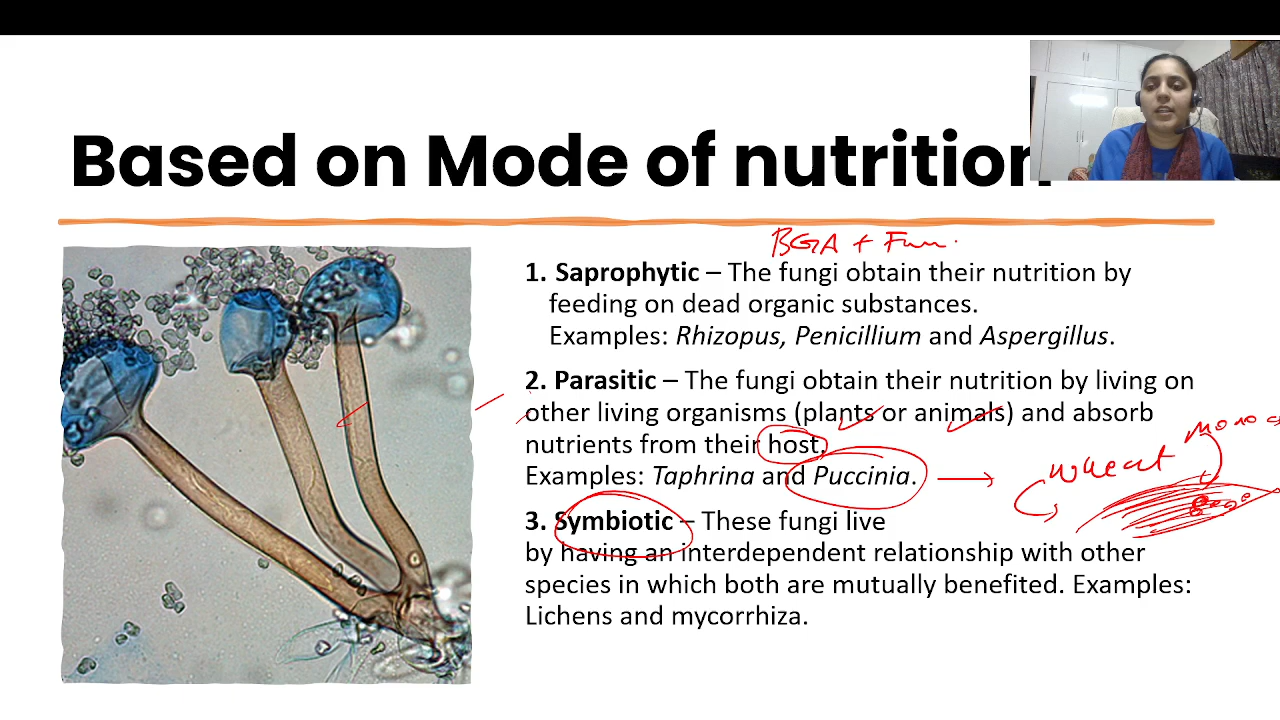 Based on Mode of nutrition
BGA + Fun.
1. Saprophytic – The fungi obtain their nutrition by
feeding on dead organic substances.
Examples: Rhizopus, Penicillium and Aspergillus.
2. Parasitic – The fungi obtain their nutrition by living on
other living organisms (plants or animals) and absorb
nutrients from their host.
Examples: Taphrina and Puccinia.
wheat
3. Symbiotic – These fungi live
by having an interdependent relationship with other
species in which both are mutually benefited. Examples:
Lichens and mycorrhiza.